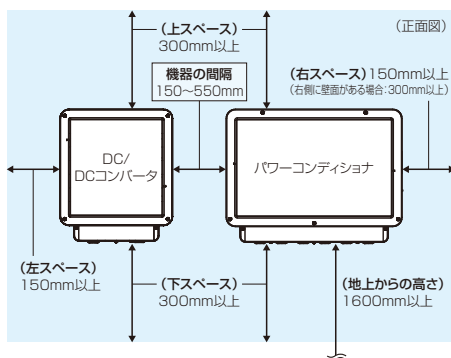 (上スペース)
300mm以上
(正面図)
機器の間隔
150～550mm
(右スペース)150mm以上
(右側に壁面がある場合:300mm以上)
DC/
DCコンバータ
パワーコンディショナ
(左スペース)
150mm以上
(下スペース)
300mm以上
(地上からの高さ)
1600mm以上